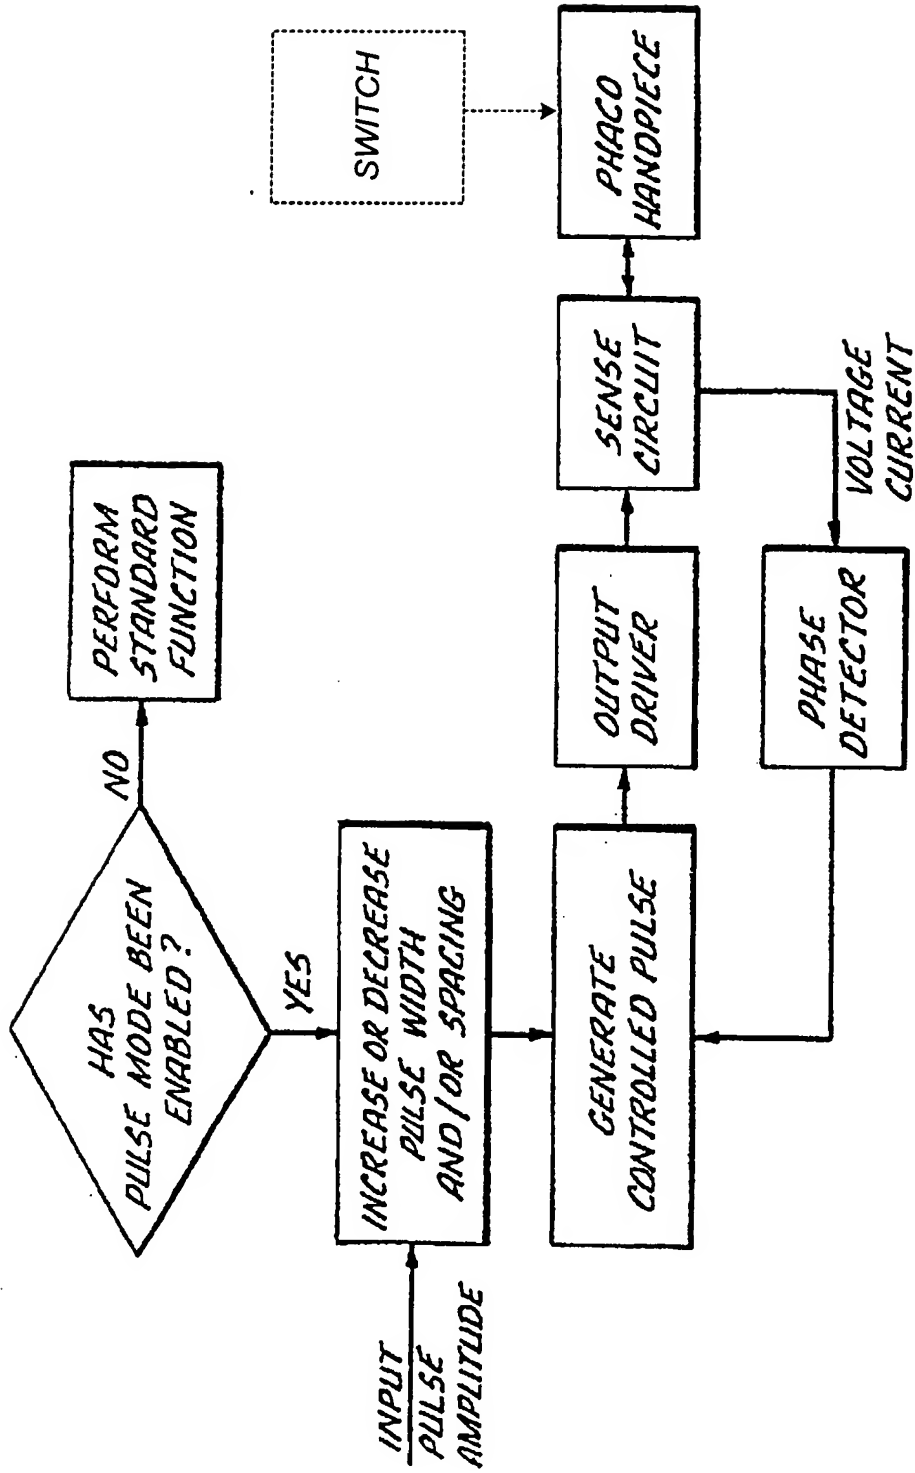 HAS
PULSE MODE BEEN
ENABLED?
NO
PERFORM
STANDARD
FUNCTION
YES
INPUT
PULSE
AMPLITUDE
INCREASE OR DECREASE
PULSE WIDTH
AND/OR SPACING
SWITCH
GENERATE
CONTROLLED PULSE
OUTPUT
DRIVER
SENSE
CIRCUIT
PHACO
HANDPIECE
PHASE
DETECTOR
VOLTAGE
CURRENT